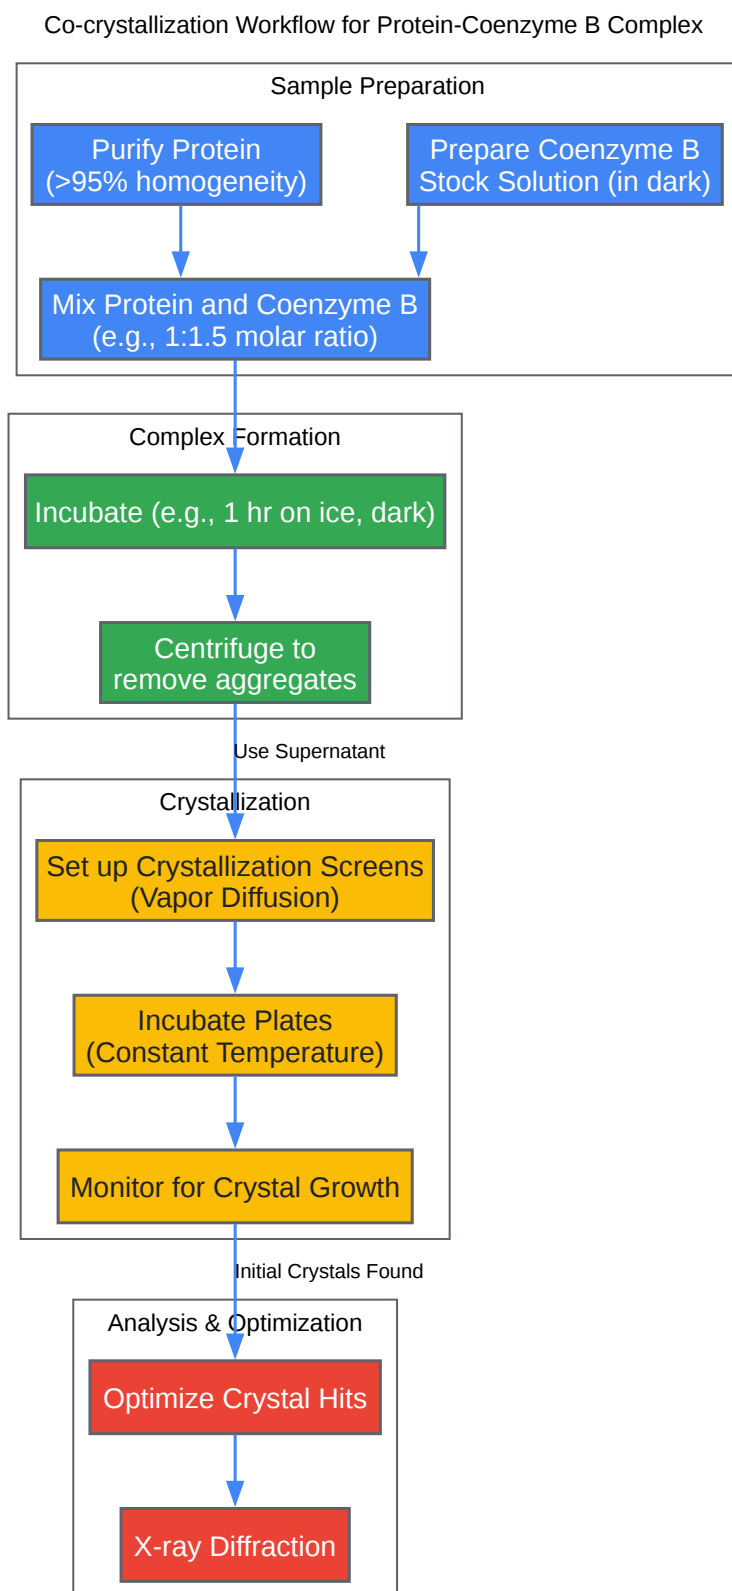 Co-crystallization Workflow for Protein-Coenzyme B Complex
Sample Preparation
Purify Protein
(>95% homogeneity)
Prepare Coenzyme B
Stock Solution (in dark)
Mix Protein and Coenzyme B
(e.g., 1:1.5 molar ratio)
Complex Formation
Incubate (e.g., 1 hr on ice, dark)
Centrifuge to
remove aggregates
Use Supernatant
Crystallization
Set up Crystallization Screens
(Vapor Diffusion)
Incubate Plates
(Constant Temperature)
Monitor for Crystal Growth
Initial Crystals Found
Analysis & Optimization
Optimize Crystal Hits
X-ray Diffraction